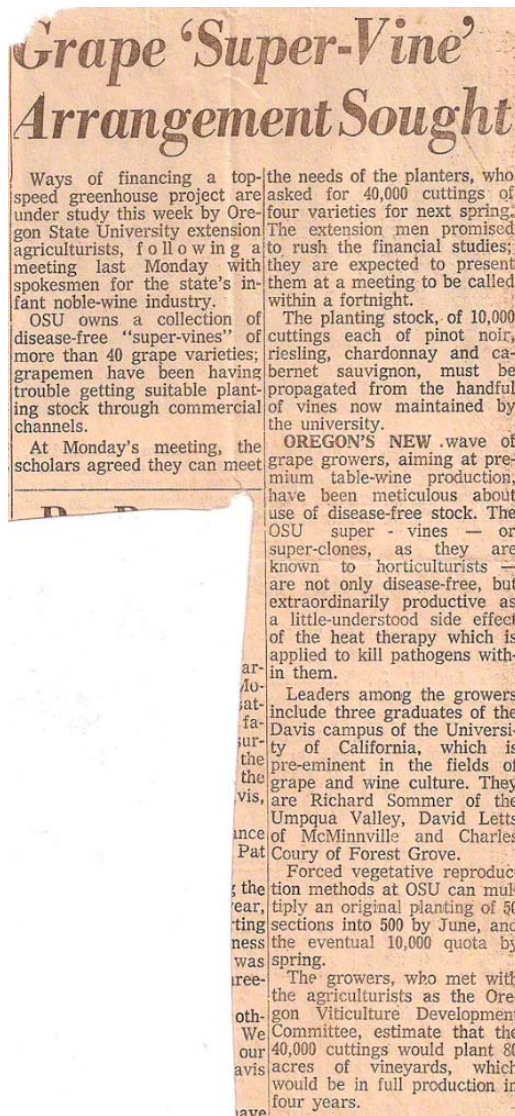 Grape ‘Super-Vine’
Arrangement Sought
Ways of financing a top-
speed greenhouse project are
under study this week by Ore-
gon State University extension
agriculturists, following a
meeting last Monday with
spokesmen for the state's in-
fant noble-wine industry.
OSU owns a collection of
disease-free "super-vines" of
more than 40 grape varieties;
grapemen have been having
trouble getting suitable plant-
ing stock through commercial
channels.
At Monday's meeting, the
scholars agreed they can meet
the needs of the planters, who
asked for 40,000 cuttings of
four varieties for next spring.
The extension men promised
to rush the financial studies;
they are expected to present
them at a meeting to be called
within a fortnight.
The planting stock, of 10,000
cuttings each of pinot noir,
riesling, chardonnay and ca-
bernet sauvignon, must be
propagated from the handful
of vines now maintained by
the university.
OREGON'S NEW .wave of
grape growers, aiming at pre-
mium table-wine production,
have been meticulous about
use of disease-free stock. The
OSU super - vines — or
super-clones, as they are
known to horticulturists —
are not only disease-free, but
extraordinarily productive as
a little-understood side effect
of the heat therapy which is
applied to kill pathogens with-
in them.
Leaders among the growers
include three graduates of the
Davis campus of the Universi-
ty of California, which is
pre-eminent in the fields of
grape and wine culture. They
are Richard Sommer of the
Umpqua Valley, David Letts
of McMinnville and Charles
Coury of Forest Grove.
Forced vegetative reproduc
tion methods at OSU can mul
tiply an original planting of 50
sections into 500 by June, and
the eventual 10,000 quota by
spring.
The growers, who met with
the agriculturists as the Ore-
gon Viticulture Development
Committee, estimate that the
40,000 cuttings would plant 80
acres of vineyards, which
would be in full production in
four years.
ar-
fa-
the
the
vis,
Pat
the
ear,
ting
ness
was
oth-
We
our
avis